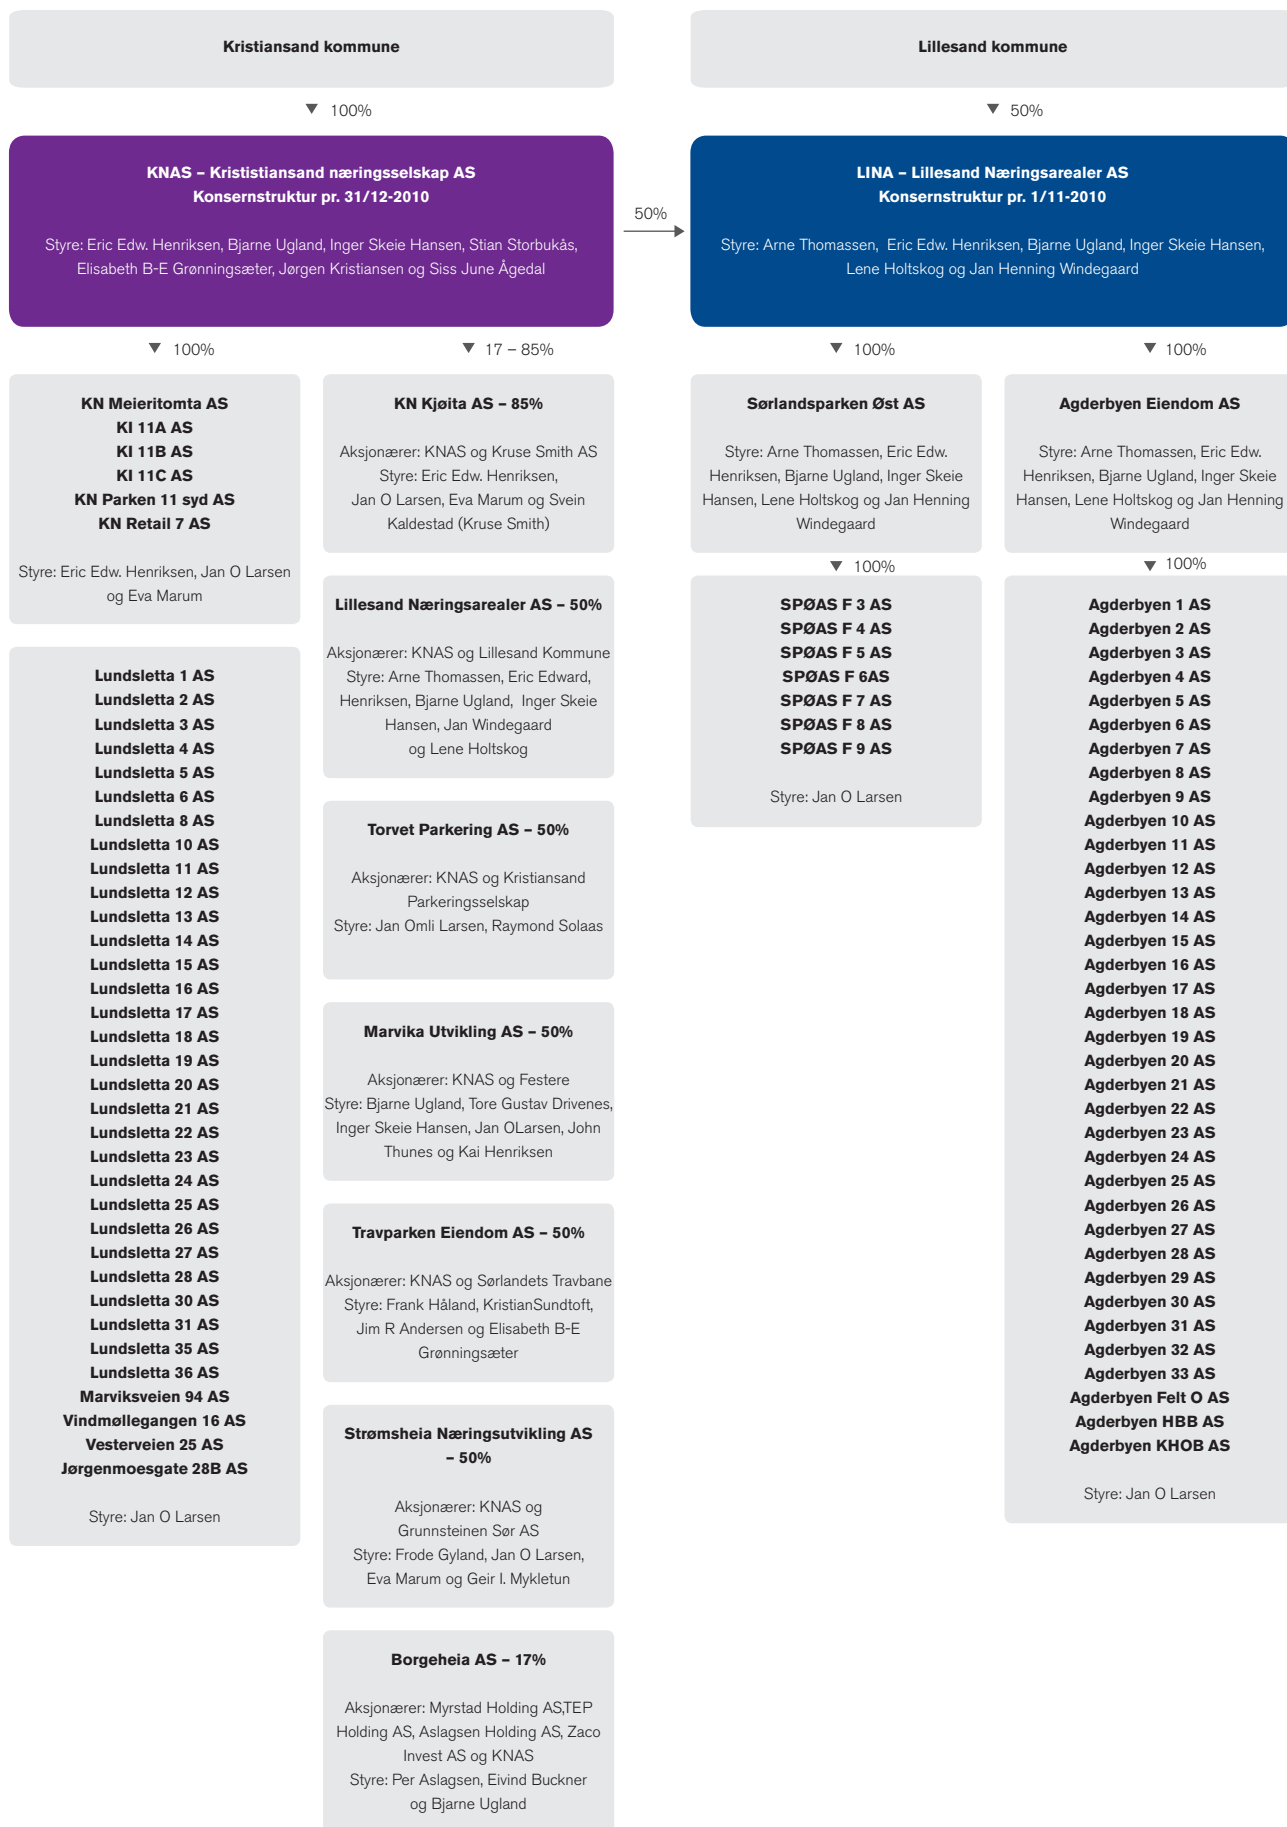 Kristiansand kommune
100%
KNAS – Krististiansand næringsselskap AS
Konsernstruktur pr. 31/12-2010
Styre: Eric Edw. Henriksen, Bjarne Ugland, Inger Skeie Hansen, Stian Storbukås,
Elisabeth B-E Grønningsæter, Jørgen Kristiansen og Siss June Ågedal
50%
Lillesand kommune
50%
LINA – Lillesand Næringsarealer AS
Konsernstruktur pr. 1/11-2010
Styre: Arne Thomassen, Eric Edw. Henriksen, Bjarne Ugland, Inger Skeie Hansen,
Lene Holtskog og Jan Henning Windegaard
100%
KN Meieritomta AS
KI 11A AS
KI 11B AS
KI 11C AS
KN Parken 11 syd AS
KN Retail 7 AS
Styre: Eric Edw. Henriksen, Jan O Larsen
og Eva Marum
Lundsletta 1 AS
Lundsletta 2 AS
Lundsletta 3 AS
Lundsletta 4 AS
Lundsletta 5 AS
Lundsletta 6 AS
Lundsletta 8 AS
Lundsletta 10 AS
Lundsletta 11 AS
Lundsletta 12 AS
Lundsletta 13 AS
Lundsletta 14 AS
Lundsletta 15 AS
Lundsletta 16 AS
Lundsletta 17 AS
Lundsletta 18 AS
Lundsletta 19 AS
Lundsletta 20 AS
Lundsletta 21 AS
Lundsletta 22 AS
Lundsletta 23 AS
Lundsletta 24 AS
Lundsletta 25 AS
Lundsletta 26 AS
Lundsletta 27 AS
Lundsletta 28 AS
Lundsletta 30 AS
Lundsletta 31 AS
Lundsletta 35 AS
Lundsletta 36 AS
Marviksveien 94 AS
Vindmøllegangen 16 AS
Vesterveien 25 AS
Jørgenmoesgate 28B AS
Styre: Jan O Larsen
17 – 85%
KN Kjøita AS – 85%
Aksjonærer: KNAS og Kruse Smith AS
Styre: Eric Edw. Henriksen,
Jan O Larsen, Eva Marum og Svein
Kaldestad (Kruse Smith)
Lillesand Næringsarealer AS – 50%
Aksjonærer: KNAS og Lillesand Kommune
Styre: Arne Thomassen, Eric Edward,
Henriksen, Bjarne Ugland, Inger Skeie
Hansen, Jan Windegaard
og Lene Holtskog
Torvet Parkering AS – 50%
Aksjonærer: KNAS og Kristiansand
Parkeringsselskap
Styre: Jan Omli Larsen, Raymond Solaas
Marvika Utvikling AS – 50%
Aksjonærer: KNAS og Festere
Styre: Bjarne Ugland, Tore Gustav Drivenes,
Inger Skeie Hansen, Jan OLarsen, John
Thunes og Kai Henriksen
Travparken Eiendom AS – 50%
Aksjonærer: KNAS og Sørlandets Travbane
Styre: Frank Håland, KristianSundtoft,
Jim R Andersen og Elisabeth B-E
Grønningsæter
Strømsheia Næringsutvikling AS
– 50%
Aksjonærer: KNAS og
Grunnsteinen Sør AS
Styre: Frode Gyland, Jan O Larsen,
Eva Marum og Geir I. Mykletun
Borgeheia AS – 17%
Aksjonærer: Myrstad Holding AS,TEP
Holding AS, Aslagsen Holding AS, Zaco
Invest AS og KNAS
Styre: Per Aslagsen, Eivind Buckner
og Bjarne Ugland
100%
Sørlandsparken Øst AS
Styre: Arne Thomassen, Eric Edw.
Henriksen, Bjarne Ugland, Inger Skeie
Hansen, Lene Holtskog og Jan Henning
Windegaard
100%
SPØAS F 3 AS
SPØAS F 4 AS
SPØAS F 5 AS
SPØAS F 6AS
SPØAS F 7 AS
SPØAS F 8 AS
SPØAS F 9 AS
Styre: Jan O Larsen
100%
Agderbyen Eiendom AS
Styre: Arne Thomassen, Eric Edw.
Henriksen, Bjarne Ugland, Inger Skeie
Hansen, Lene Holtskog og Jan Henning
Windegaard
100%
Agderbyen 1 AS
Agderbyen 2 AS
Agderbyen 3 AS
Agderbyen 4 AS
Agderbyen 5 AS
Agderbyen 6 AS
Agderbyen 7 AS
Agderbyen 8 AS
Agderbyen 9 AS
Agderbyen 10 AS
Agderbyen 11 AS
Agderbyen 12 AS
Agderbyen 13 AS
Agderbyen 14 AS
Agderbyen 15 AS
Agderbyen 16 AS
Agderbyen 17 AS
Agderbyen 18 AS
Agderbyen 19 AS
Agderbyen 20 AS
Agderbyen 21 AS
Agderbyen 22 AS
Agderbyen 23 AS
Agderbyen 24 AS
Agderbyen 25 AS
Agderbyen 26 AS
Agderbyen 27 AS
Agderbyen 28 AS
Agderbyen 29 AS
Agderbyen 30 AS
Agderbyen 31 AS
Agderbyen 32 AS
Agderbyen 33 AS
Agderbyen Felt O AS
Agderbyen HBB AS
Agderbyen KHOB AS
Styre: Jan O Larsen